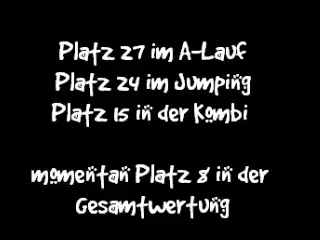 Platz 27 im A-Lauf
Platz 24 im Jumping
Platz 15 in der Kombi
momentan Platz 8 in der
Gesamtwertung